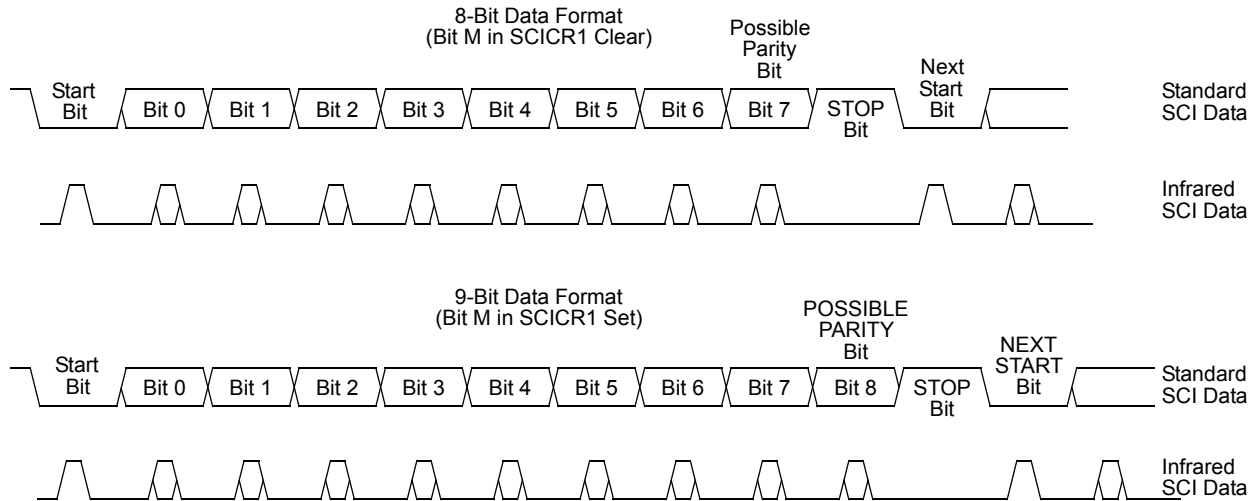 8-Bit Data Format
(Bit M in SCICR1 Clear)
Possible
Parity
Bit
Start
Bit
Bit 0
Bit 1
Bit 2
Bit 3
Bit 4
Bit 5
Bit 6
Bit 7
STOP
Bit
Next
Start
Bit
Standard
SCI Data
Infrared
SCI Data
9-Bit Data Format
(Bit M in SCICR1 Set)
POSSIBLE
PARITY
Bit
Start
Bit
Bit 0
Bit 1
Bit 2
Bit 3
Bit 4
Bit 5
Bit 6
Bit 7
Bit 8
STOP
Bit
NEXT
START
Bit
Standard
SCI Data
Infrared
SCI Data